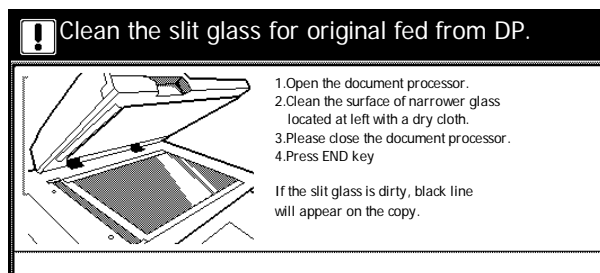 Clean the slit glass for original fed from DP.
1.Open the document processor.
2.Clean the surface of narrower glass
located at left with a dry cloth.
3.Please close the document processor.
4.Press END key
If the slit glass is dirty, black line
will appear on the copy.